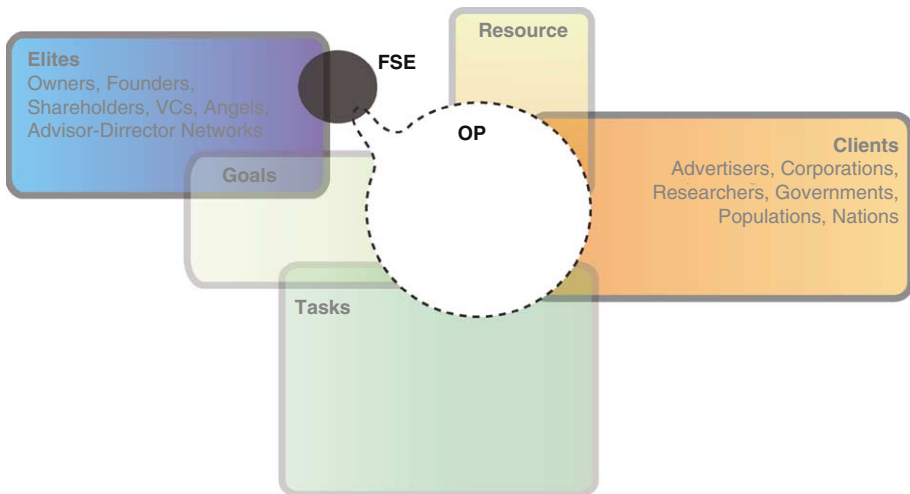 Elites
Owners, Founders,
Shareholders, VCs, Angels,
Advisor-Dirrector Networks
FSE
Resource
OP
Clients
Advertisers, Corporations,
Researchers, Governments,
Populations, Nations
Goals
Tasks